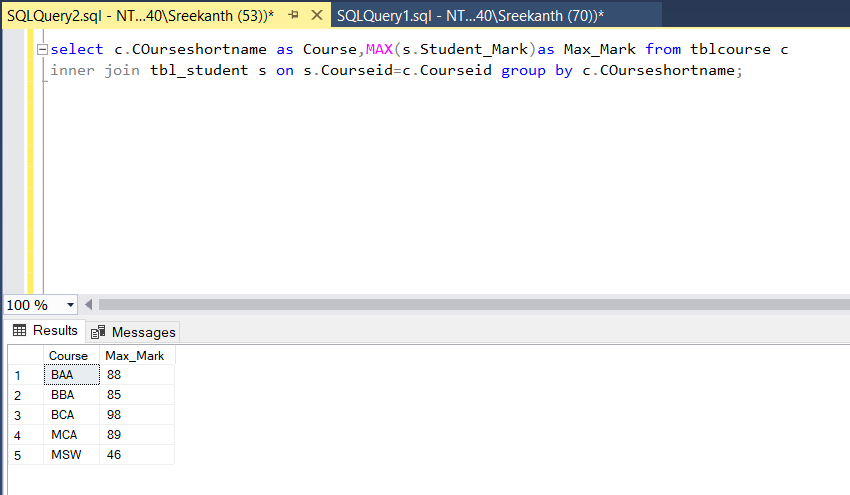 SQLQuery2.sql - NT...40\Sreekanth (53))* SQLQuery1.sql - NT...40\Sreekanth (70))*
select c.COurseshortname as Course,MAX(s.Student_Mark)as Max_Mark from tblcourse c
inner join tbl_student s on s.Courseid=c.Courseid group by c.COurseshortname;
100 %
Results Messages
Course Max_Mark
1 BAA 88
2 BBA 85
3 BCA 98
4 MCA 89
5 MSW 46